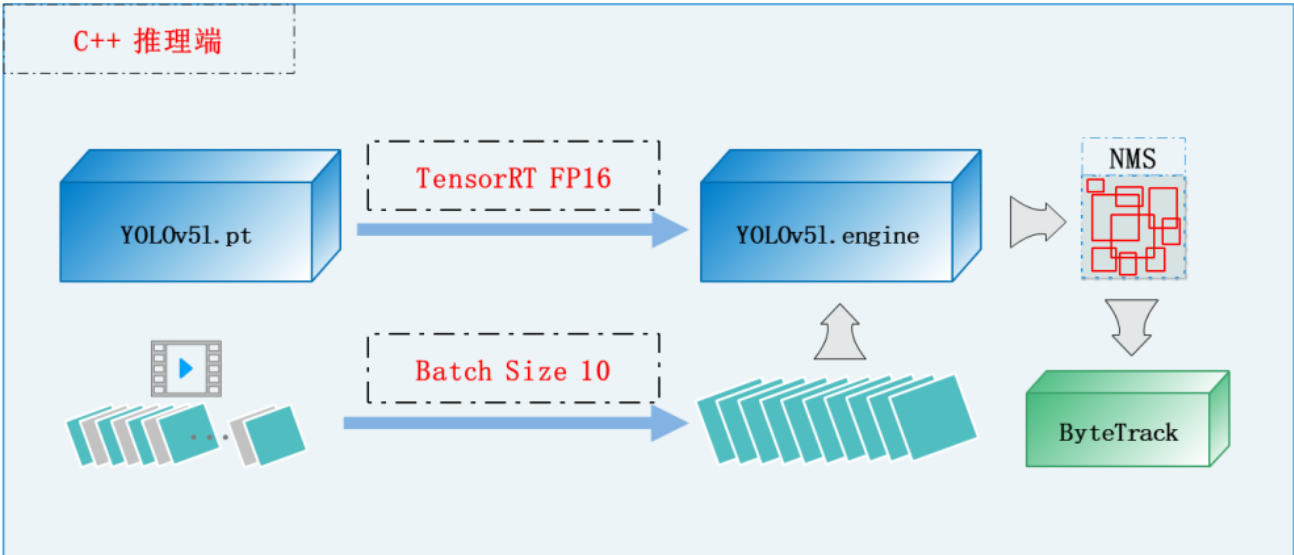 C++ 推理端
TensorRT FP16
YOLOv5l.pt
YOLOv5l.engine
NMS
Batch Size 10
ByteTrack